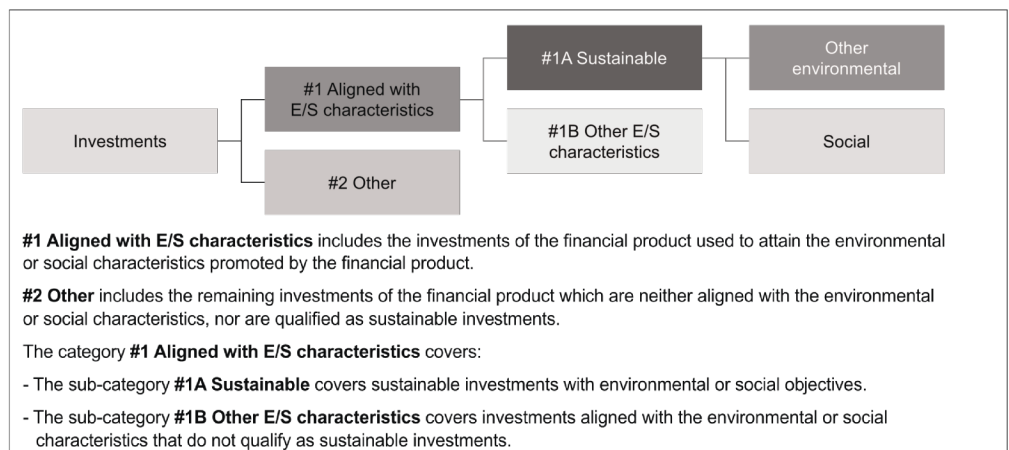 Investments
#1 Aligned with
E/S characteristics
#2 Other
#1A Sustainable
#1B Other E/S
characteristics
Other
environmental
Social
#1 Aligned with E/S characteristics includes the investments of the financial product used to attain the environmental
or social characteristics promoted by the financial product.
#2 Other includes the remaining investments of the financial product which are neither aligned with the environmental
or social characteristics, nor are qualified as sustainable investments.
The category #1 Aligned with E/S characteristics covers:
- The sub-category #1A Sustainable covers sustainable investments with environmental or social objectives.
- The sub-category #1B Other E/S characteristics covers investments aligned with the environmental or social
characteristics that do not qualify as sustainable investments.